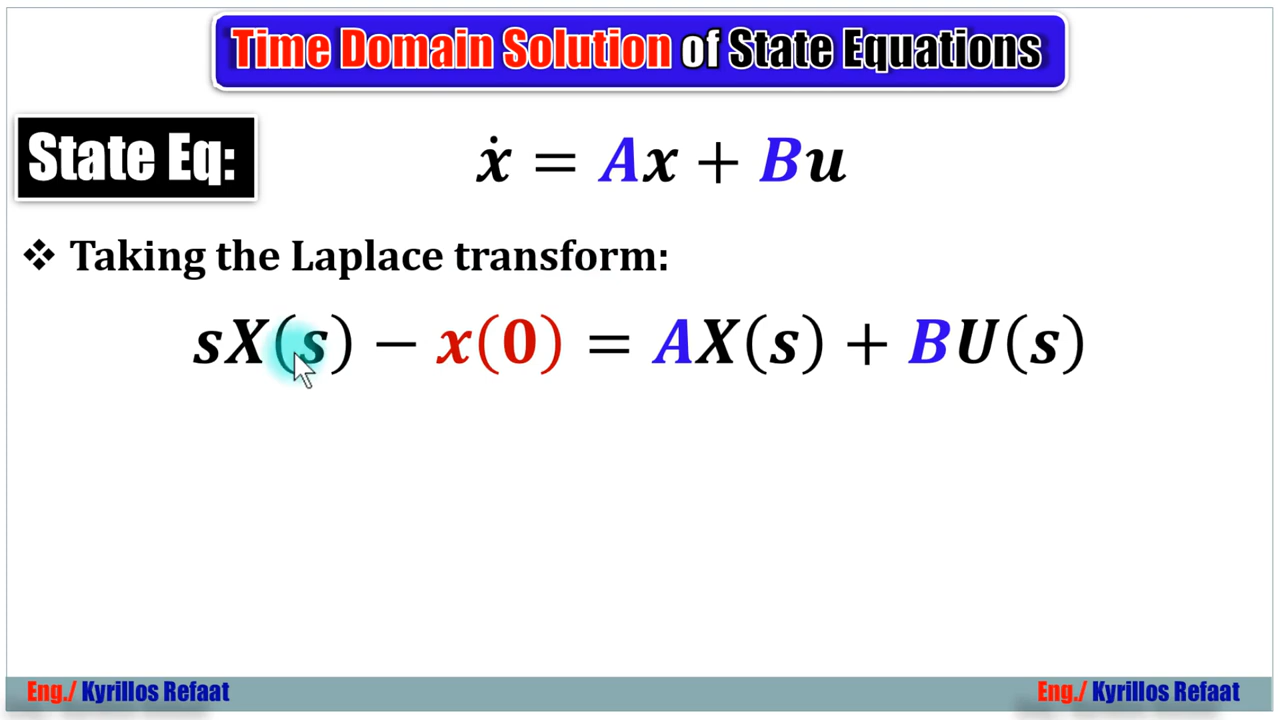 Time Domain Solution of State Equations
State Eq:
ẋ = Ax + Bu
❖ Taking the Laplace transform:
sX(s) − x(0) = AX(s) + BU(s)
Eng./ Kyrillos Refaat
Eng./ Kyrillos Refaat